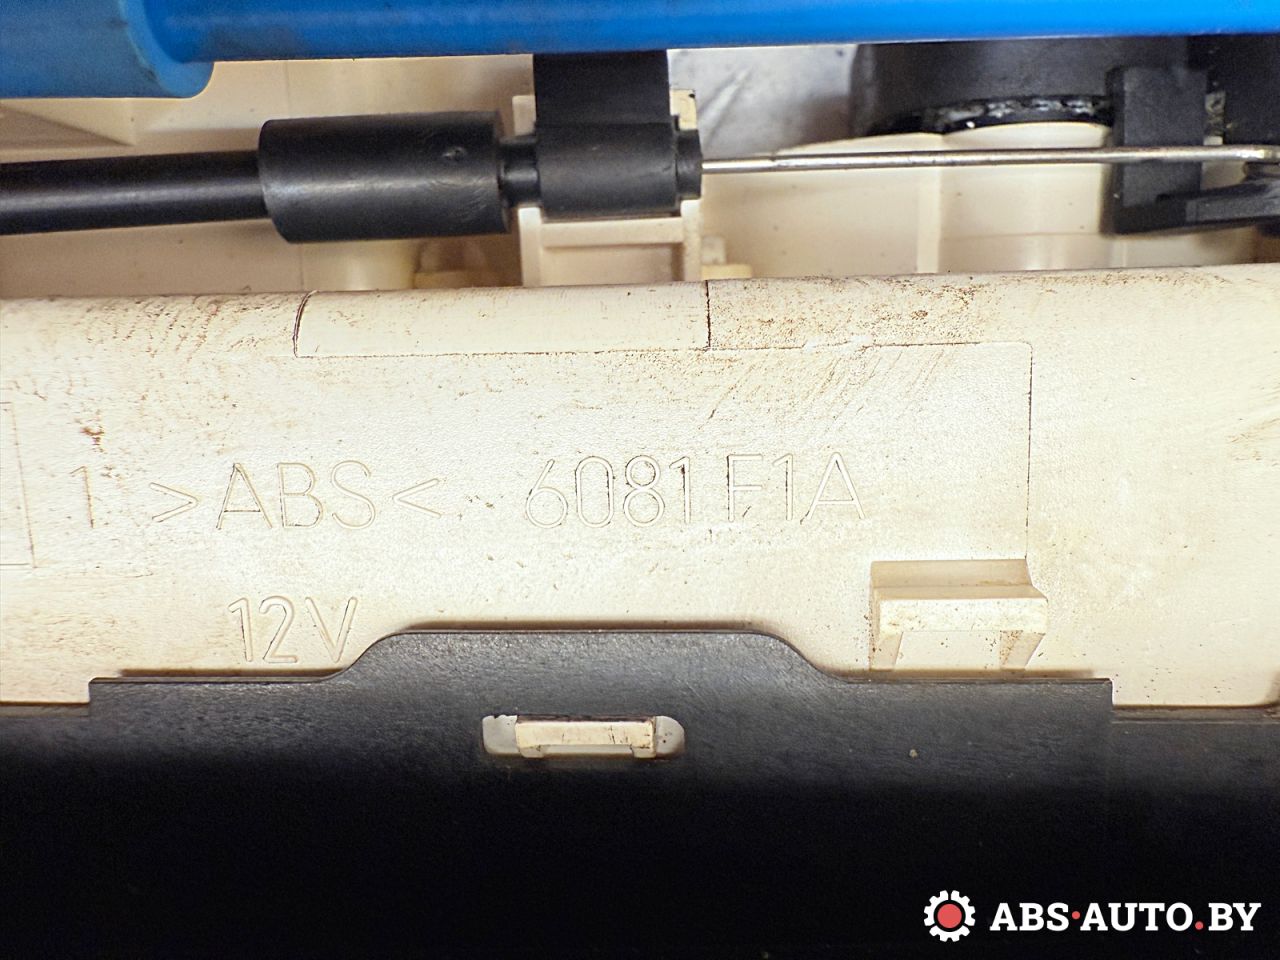 1 >ABS< 6081 F1A
12V
ABS·AUTO.BY